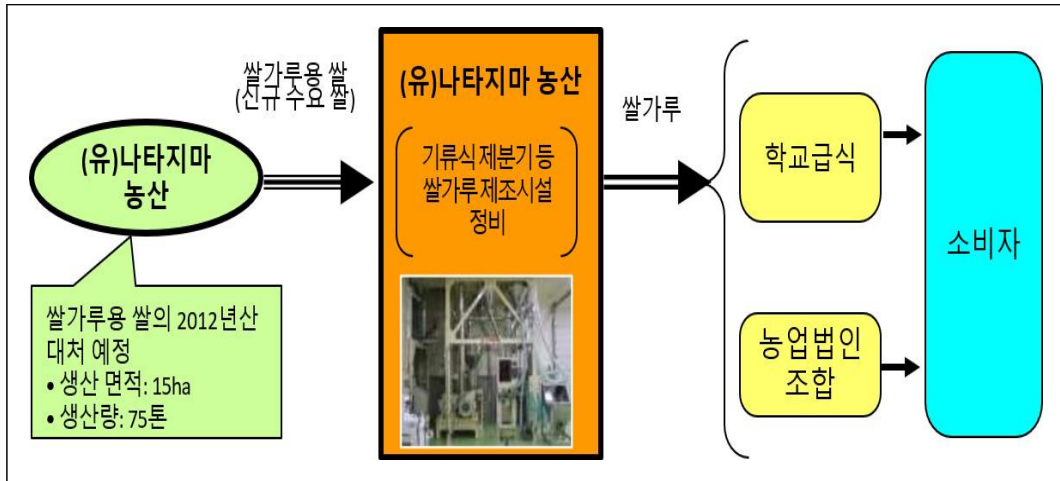 (유)나타지마
농산
쌀가루용 쌀의 2012년산
대처 예정
• 생산 면적: 15ha
• 생산량: 75톤
쌀가루용 쌀
(신규 수요 쌀)
(유)나타지마 농산
기류식 제분기 등
쌀가루 제조시설
정비
쌀가루
학교급식
농업법인
조합
소비자